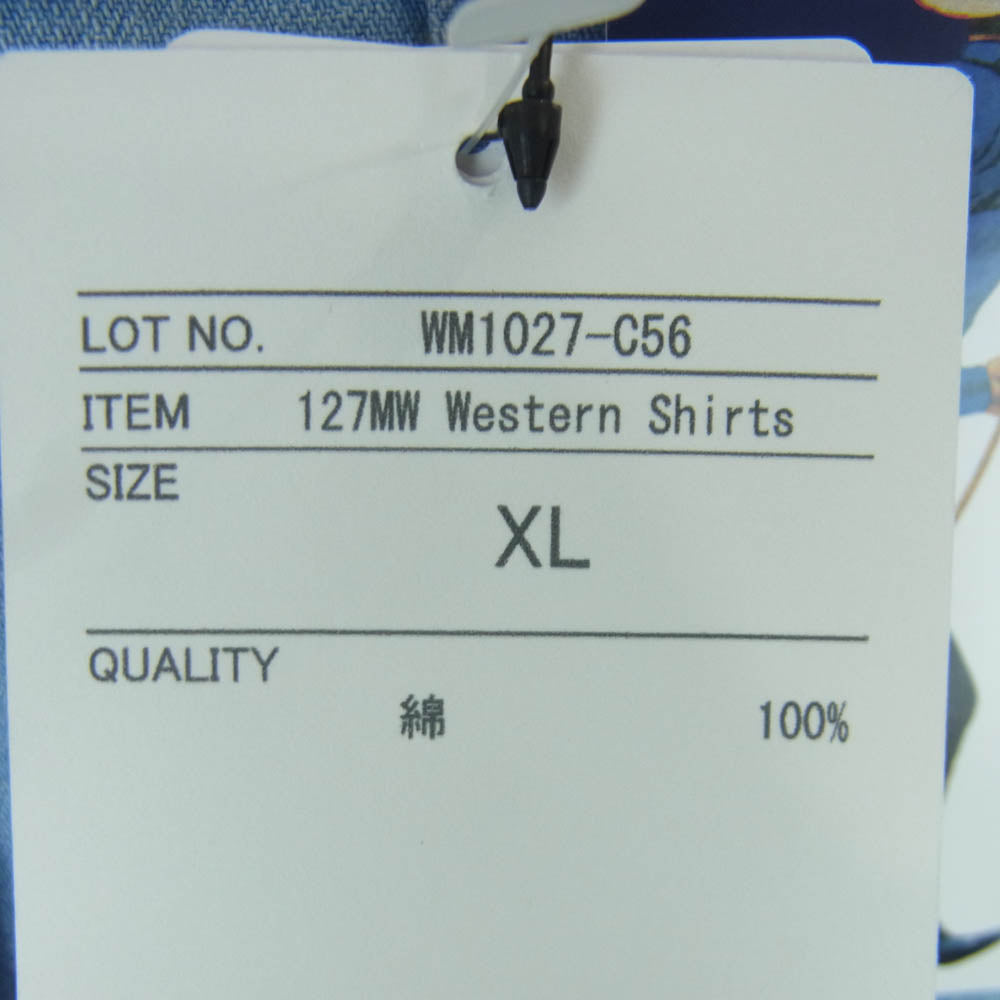 LOT NO. WM1027-C56
ITEM 127MW Western Shirts
SIZE
XL
QUALITY
綿 100%